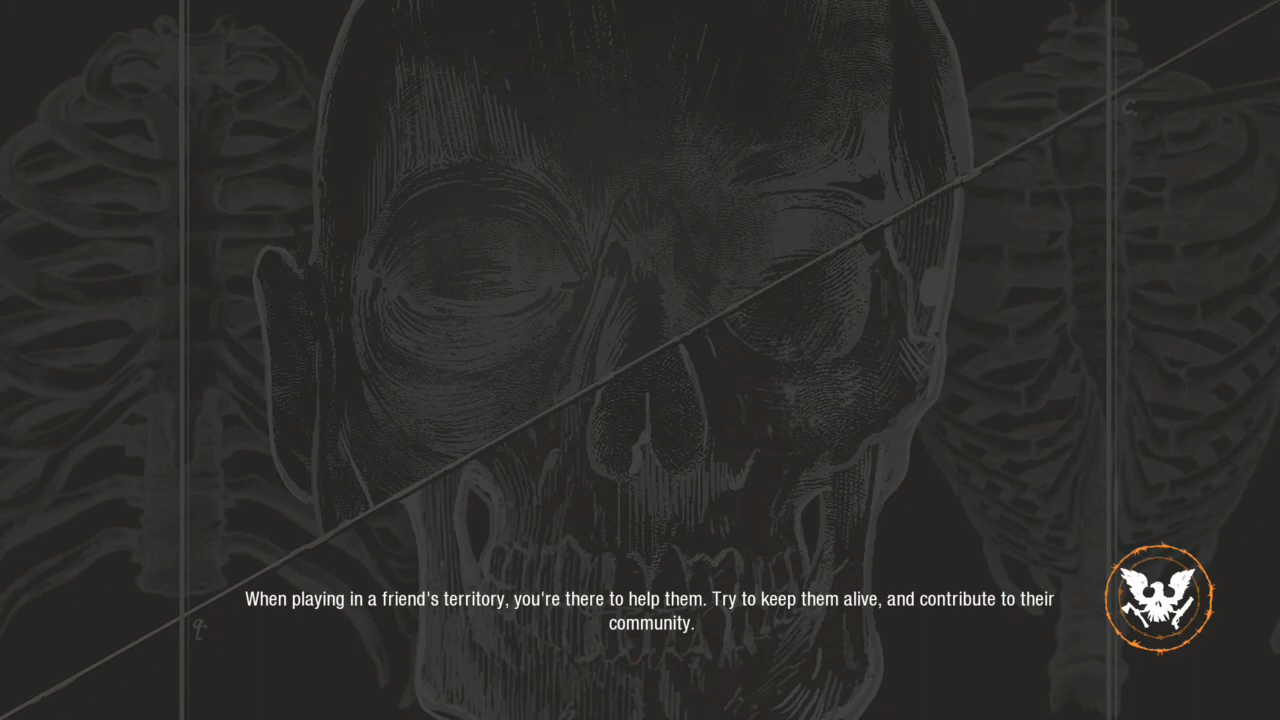 c.
When playing in a friend's territory, you're there to help them. Try to keep them alive, and contribute to their
community.
q.